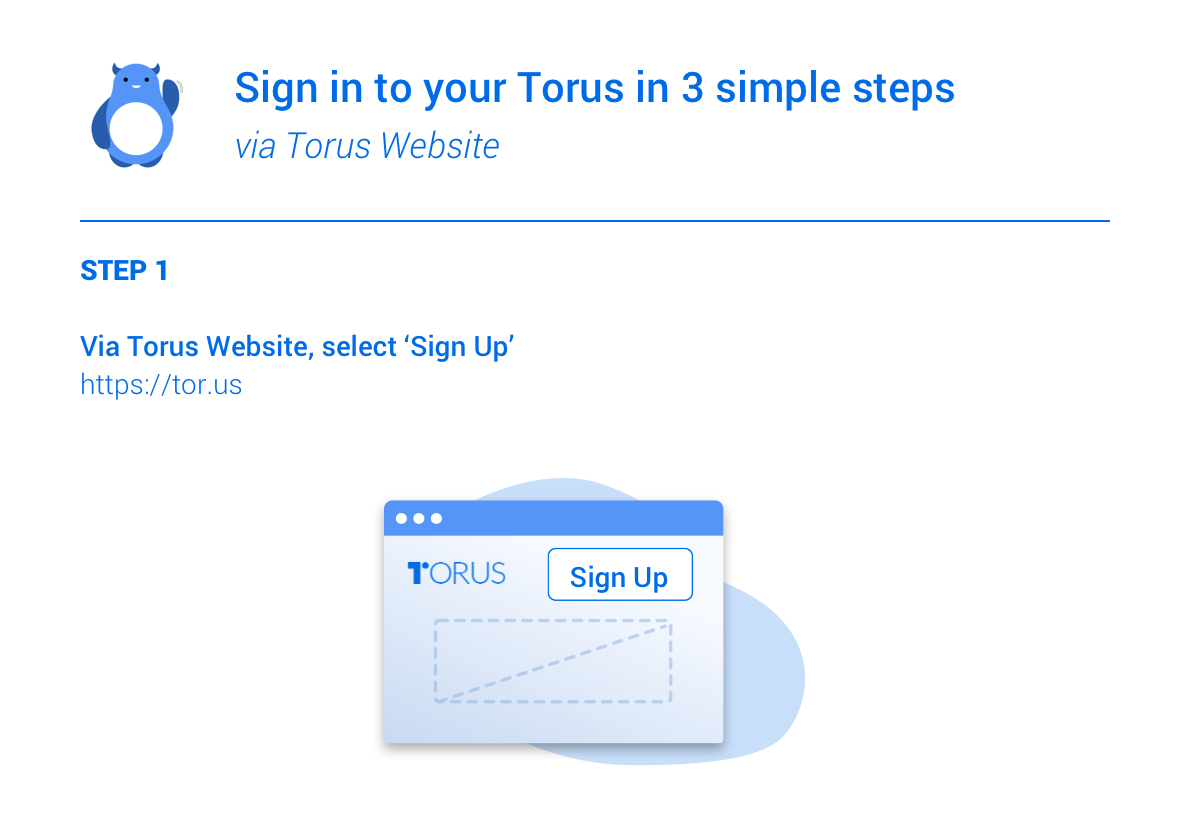 Sign in to your Torus in 3 simple steps
via Torus Website
STEP 1
Via Torus Website, select ‘Sign Up’
https://tor.us
TORUS
Sign Up